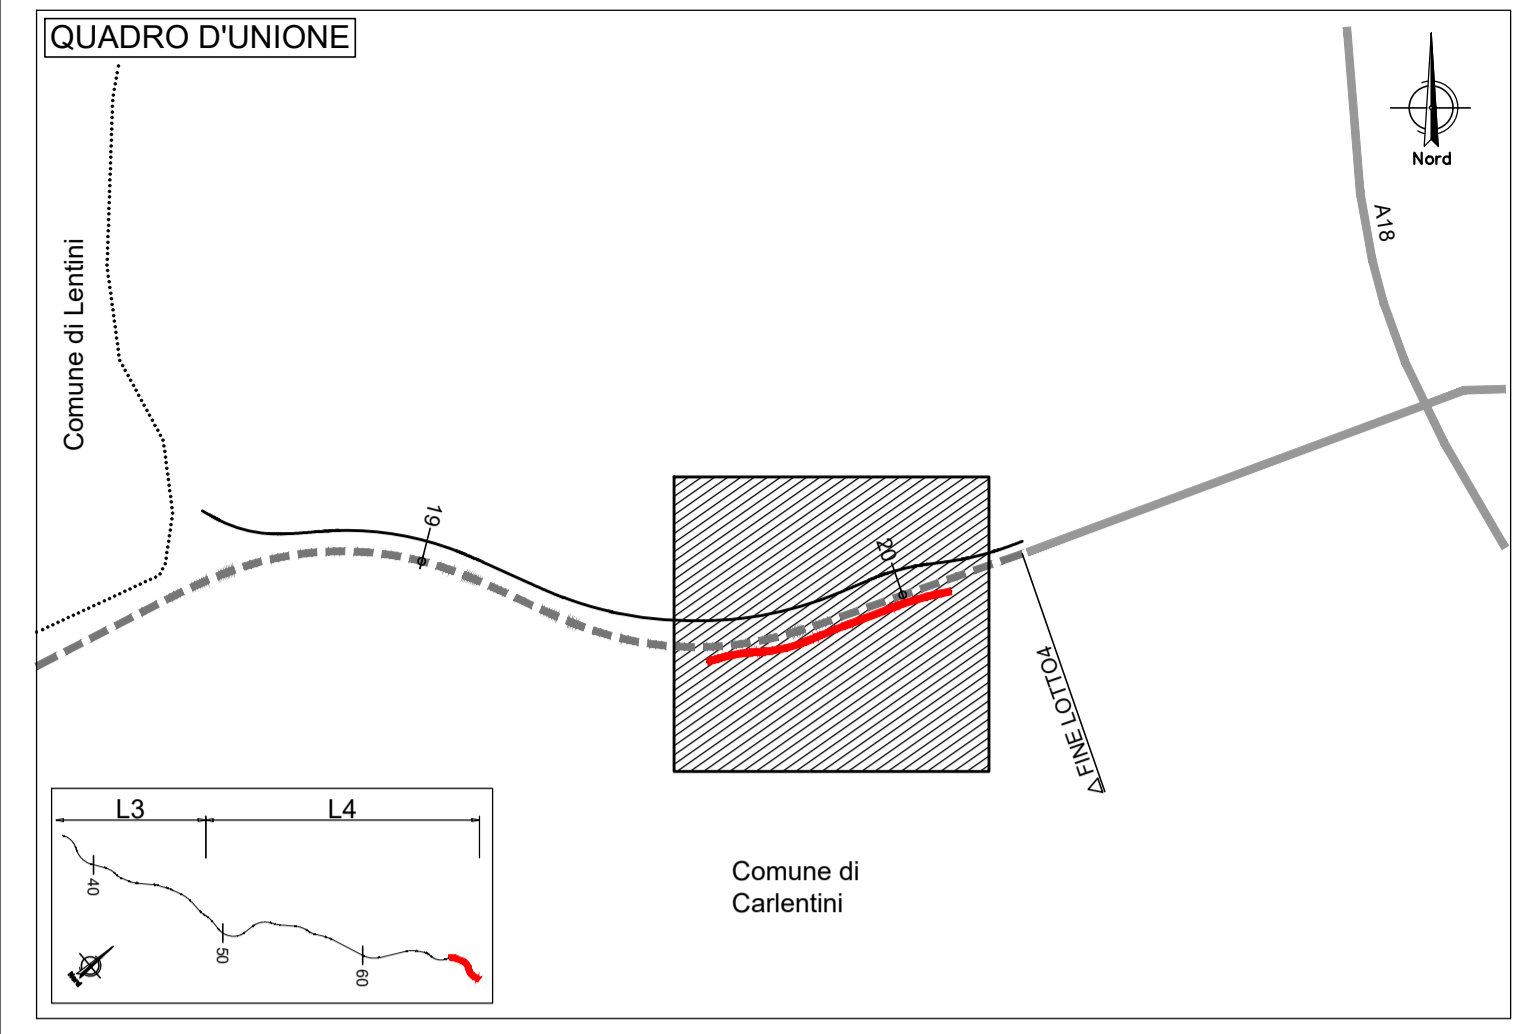 QUADRO D'UNIONE
Nord
A18
Comune di Lentini
19
20
FINE LOTTO4
L3
L4
Comune di
Carlentini
40
50
60